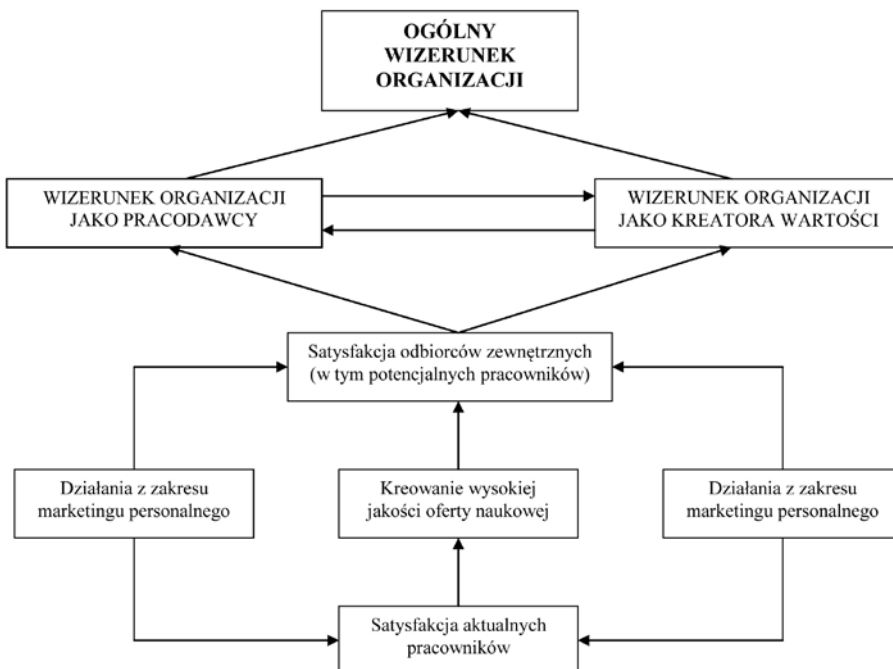 OGÓLNY
WIZERUNEK
ORGANIZACJI
WIZERUNEK ORGANIZACJI
JAKO PRACODAWCY
WIZERUNEK ORGANIZACJI
JAKO KREATORA WARTOŚCI
Satysfakcja odbiorców zewnętrznych
(w tym potencjalnych pracowników)
Działania z zakresu
marketingu personalnego
Kreowanie wysokiej
jakości oferty naukowej
Działania z zakresu
marketingu personalnego
Satysfakcja aktualnych
pracowników